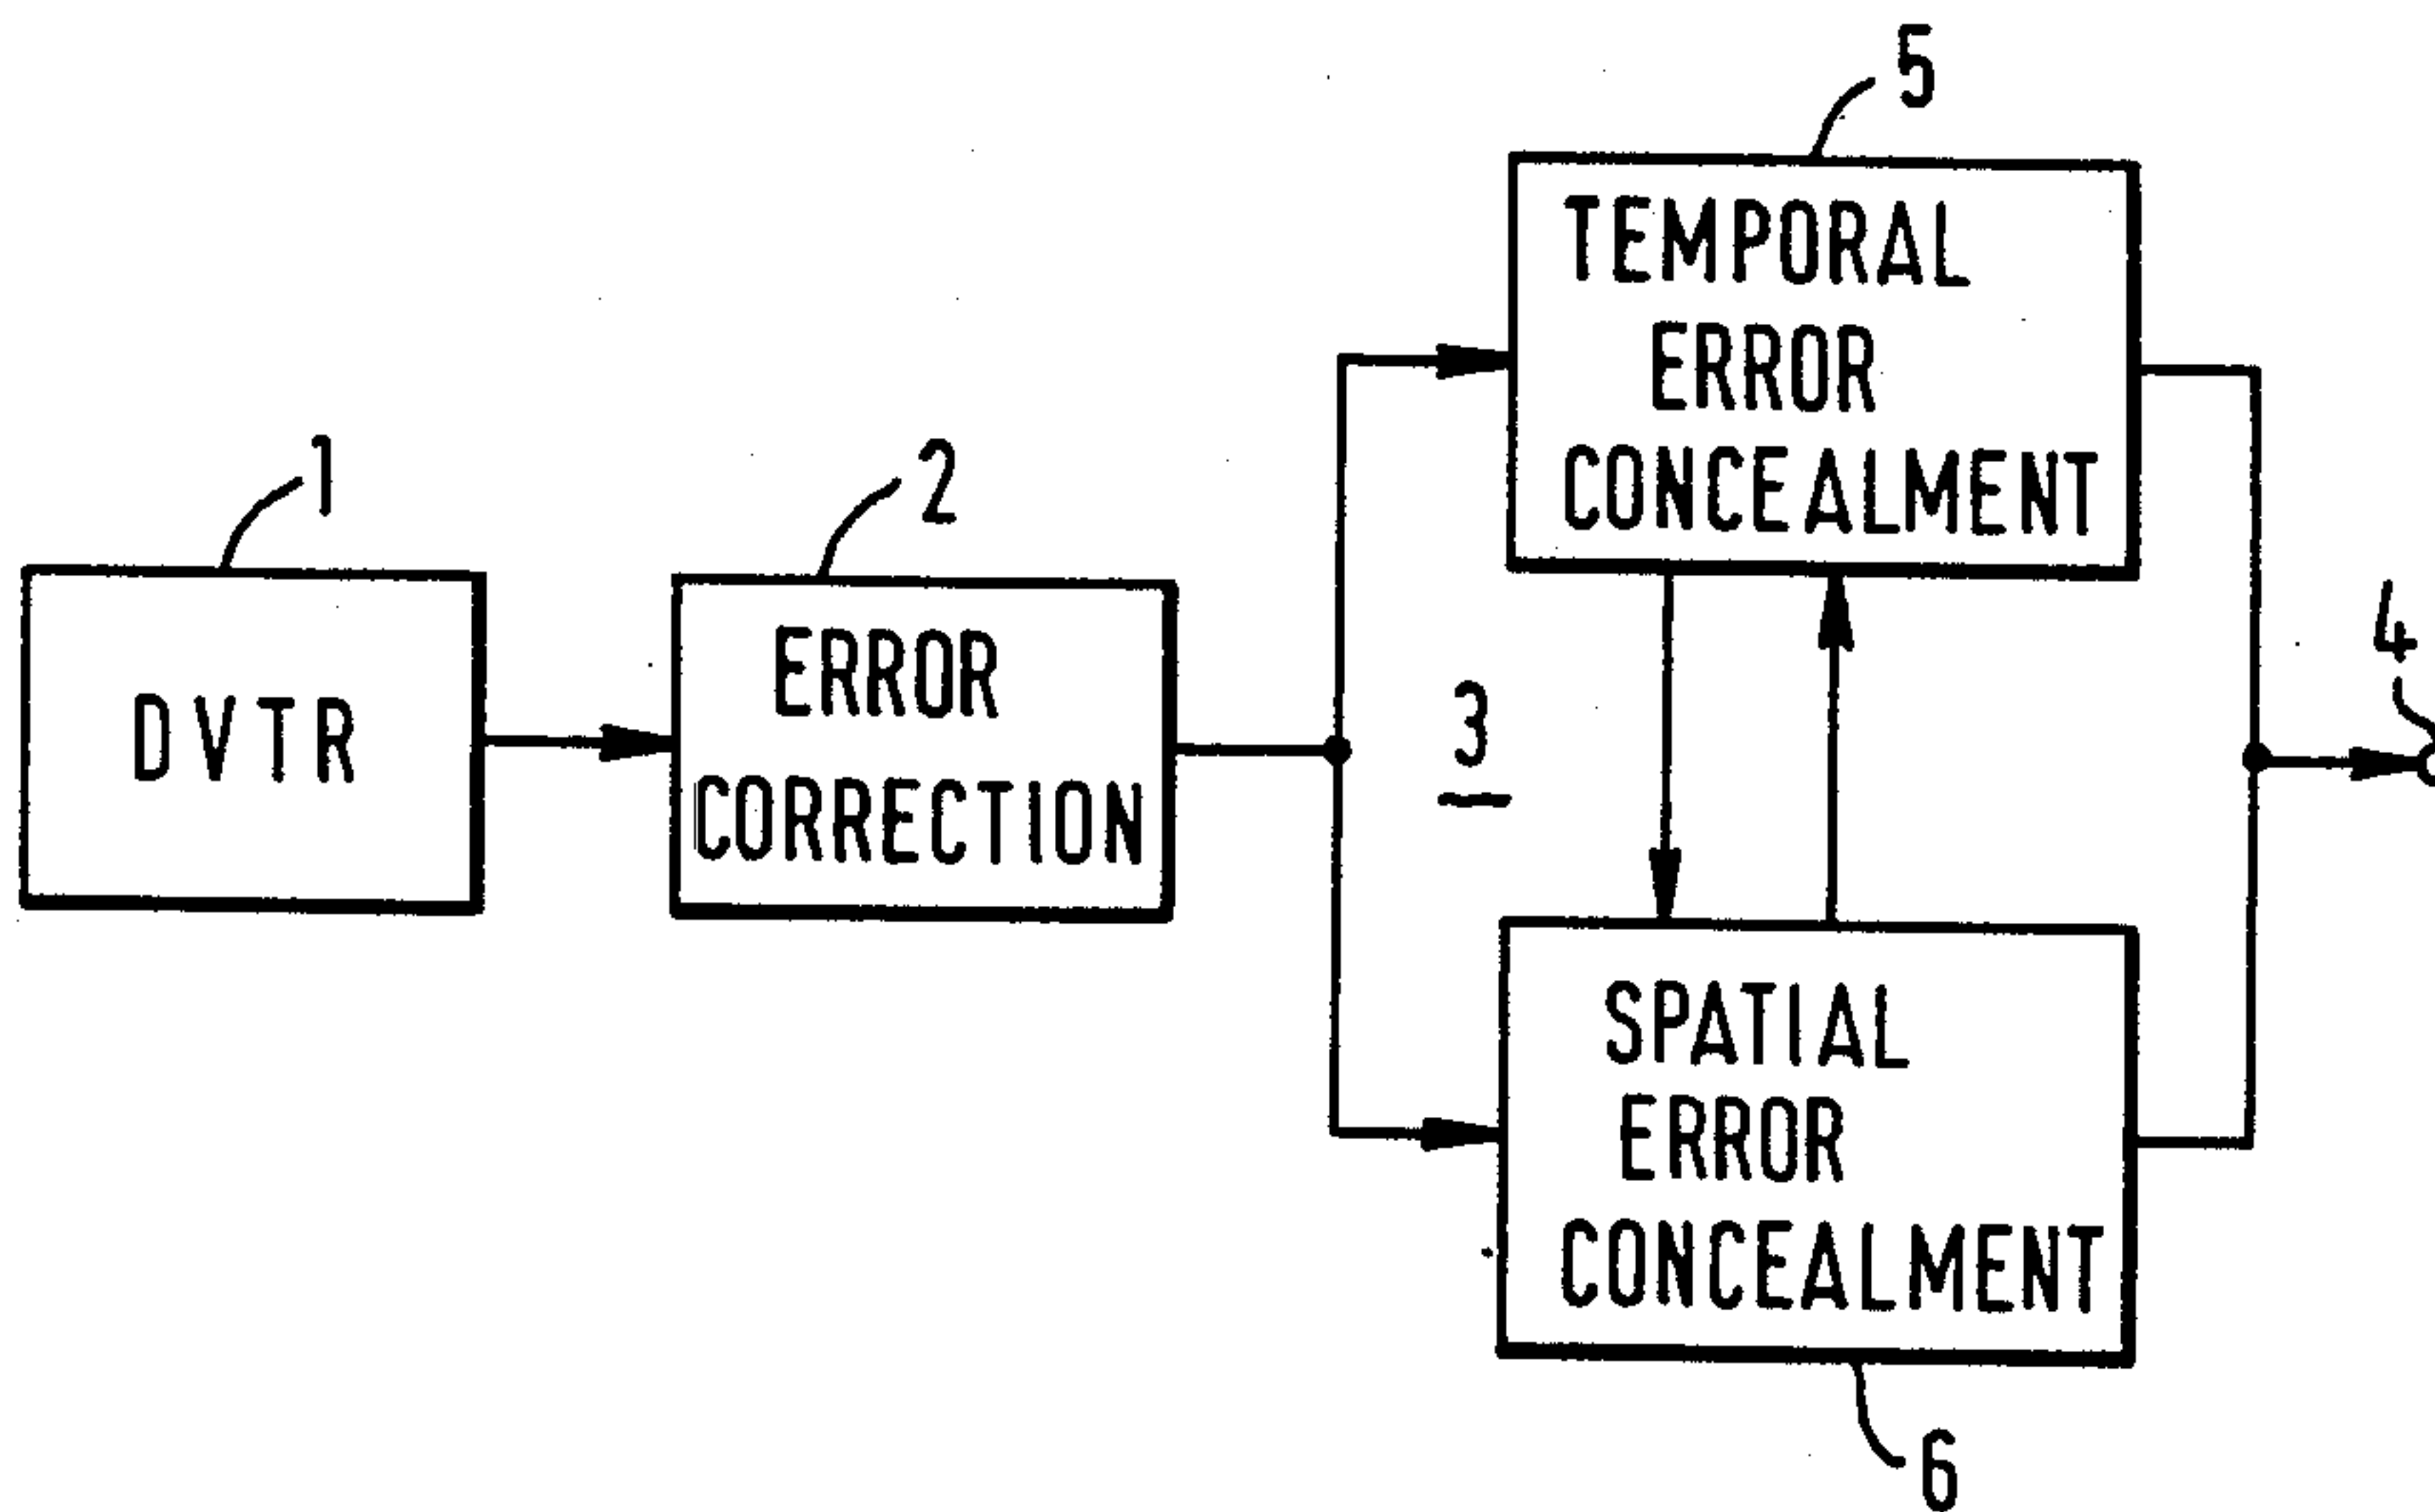 1
DVTR
2
ERROR
CORRECTION
3
5
TEMPORAL
ERROR
CONCEALMENT
SPATIAL
ERROR
CONCEALMENT
6
4